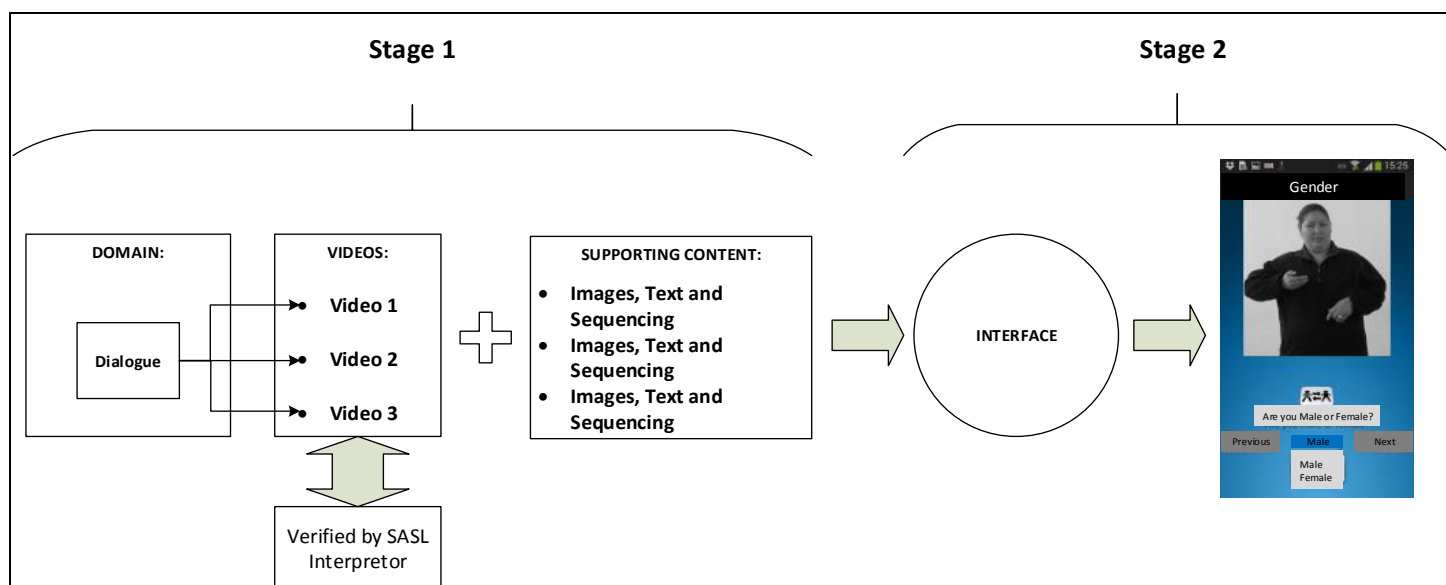 Stage 1
Stage 2
DOMAIN:
Dialogue
VIDEOS:
Video 1
Video 2
Video 3
Verified by SASL
Interpretor
SUPPORTING CONTENT:
Images, Text and
Sequencing
Images, Text and
Sequencing
Images, Text and
Sequencing
INTERFACE
15:25
Gender
Are you Male or Female?
Previous
Male
Next
Male
Female